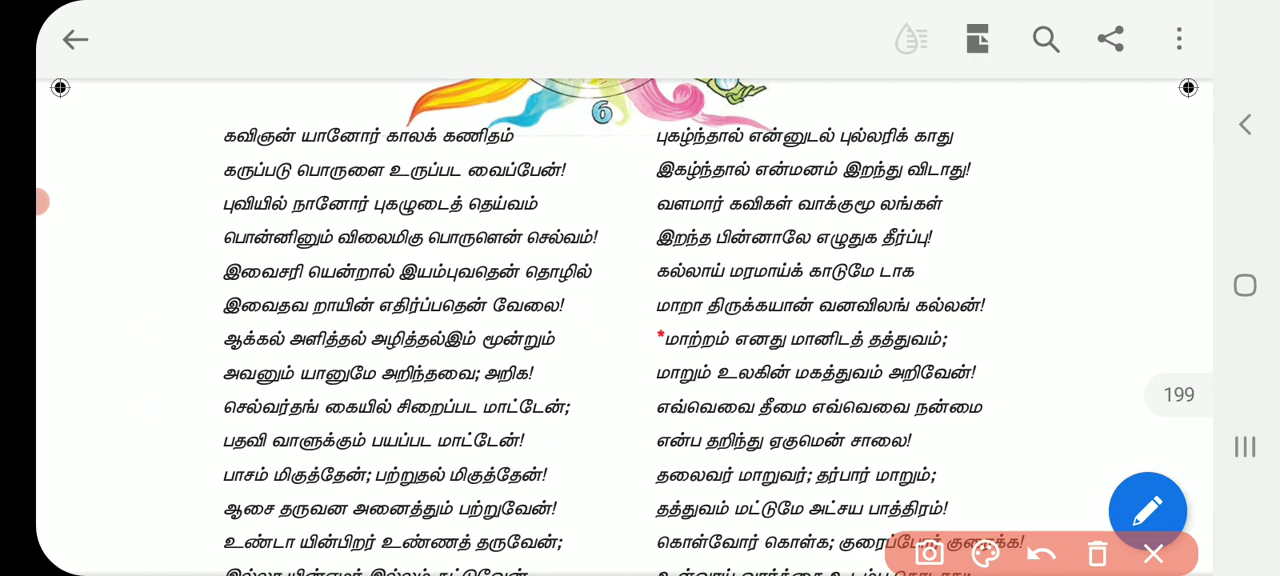 6
கவிஞன் யானோர் காலக் கணிதம்
கருப்படு பொருளை உருப்பட வைப்பேன்!
புவியில் நானோர் புகழுடைத் தெய்வம்
பொன்னினும் விலைமிகு பொருளென் செல்வம்!
இவைசரி யென்றால் இயம்புவதென் தொழில்
இவைதவ றாயின் எதிர்ப்பதென் வேலை!
ஆக்கல் அளித்தல் அழித்தல்இம் மூன்றும்
அவனும் யானுமே அறிந்தவை; அறிக!
செல்வர்தங் கையில் சிறைப்பட மாட்டேன்;
பதவி வாளுக்கும் பயப்பட மாட்டேன்!
பாசம் மிகுத்தேன்; பற்றுதல் மிகுத்தேன்!
ஆசை தருவன அனைத்தும் பற்றுவேன்!
உண்டா யின்பிறர் உண்ணத் தருவேன்;
புகழ்ந்தால் என்னுடல் புல்லரிக் காது
இகழ்ந்தால் என்மனம் இறந்து விடாது!
வளமார் கவிகள் வாக்குமூ லங்கள்
இறந்த பின்னாலே எழுதுக தீர்ப்பு!
கல்லாய் மரமாய்க் காடுமே டாக
மாறா திருக்கயான் வனவிலங் கல்லன்!
*மாற்றம் எனது மானிடத் தத்துவம்;
மாறும் உலகின் மகத்துவம் அறிவேன்!
எவ்வெவை தீமை எவ்வெவை நன்மை
என்ப தறிந்து ஏகுமென் சாலை!
தலைவர் மாறுவர்; தர்பார் மாறும்;
தத்துவம் மட்டுமே அட்சய பாத்திரம்!
கொள்வோர் கொள்க; குரைப்போர் குரைக்க!
199